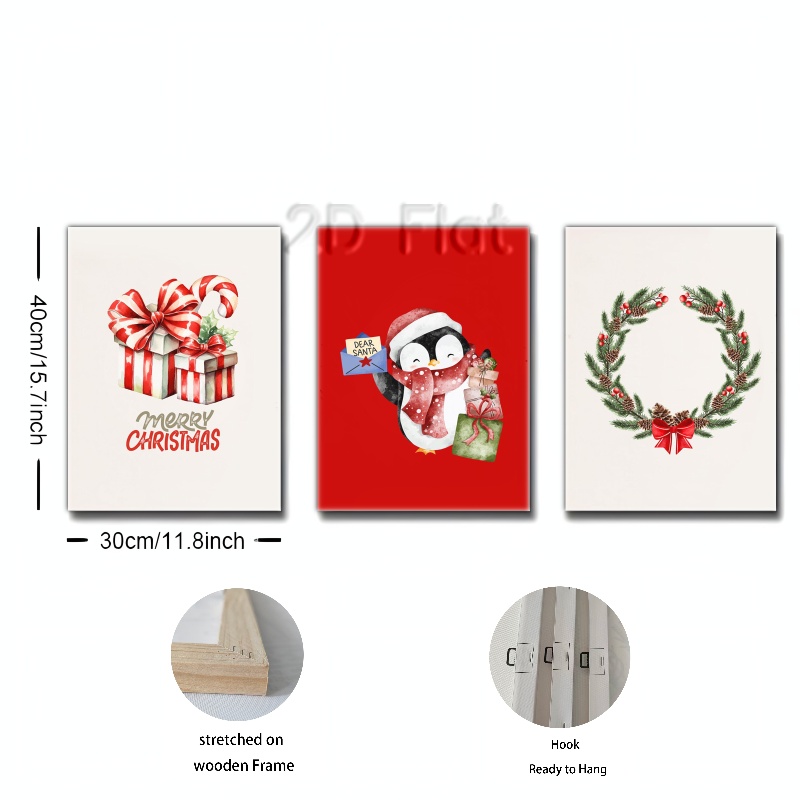 2D Flat
40cm/15.7inch
DEAR
SANTA
MERRY
CHRISTMAS
30cm/11.8inch
stretched on
wooden Frame
Hook
Ready to Hang